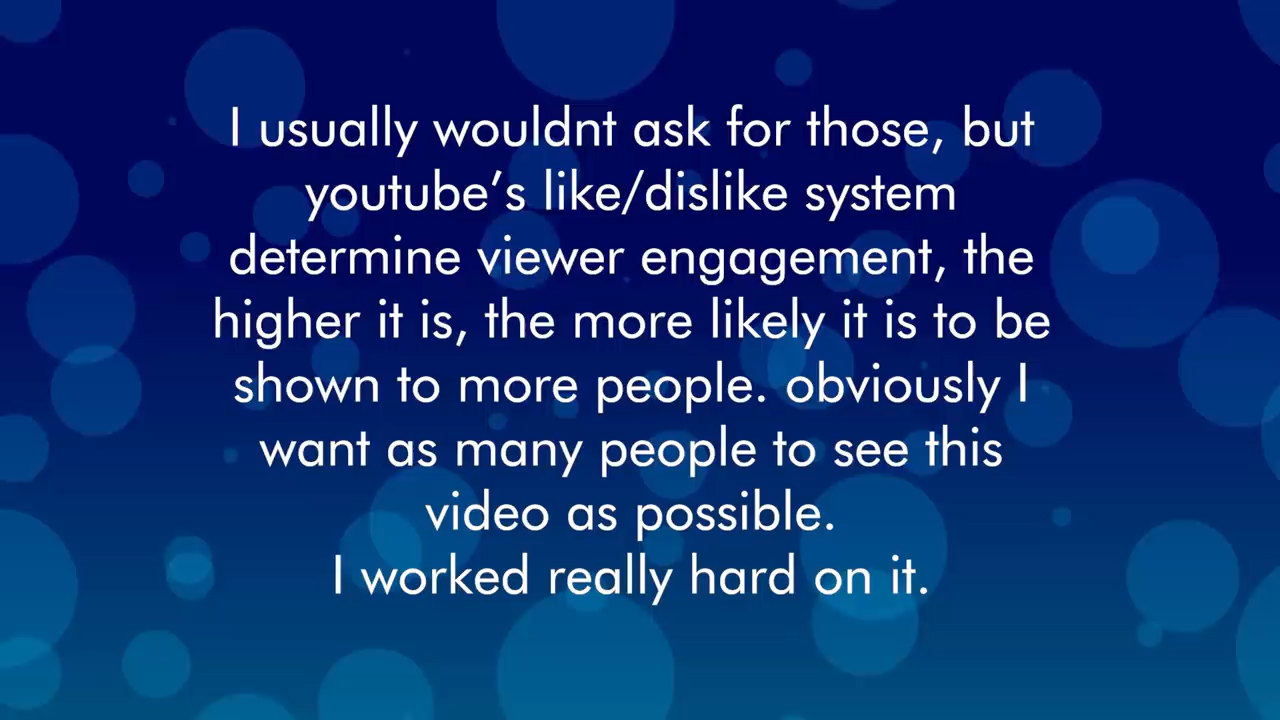 I usually wouldnt ask for those, but
youtube’s like/dislike system
determine viewer engagement, the
higher it is, the more likely it is to be
shown to more people. obviously I
want as many people to see this
video as possible.
I worked really hard on it.